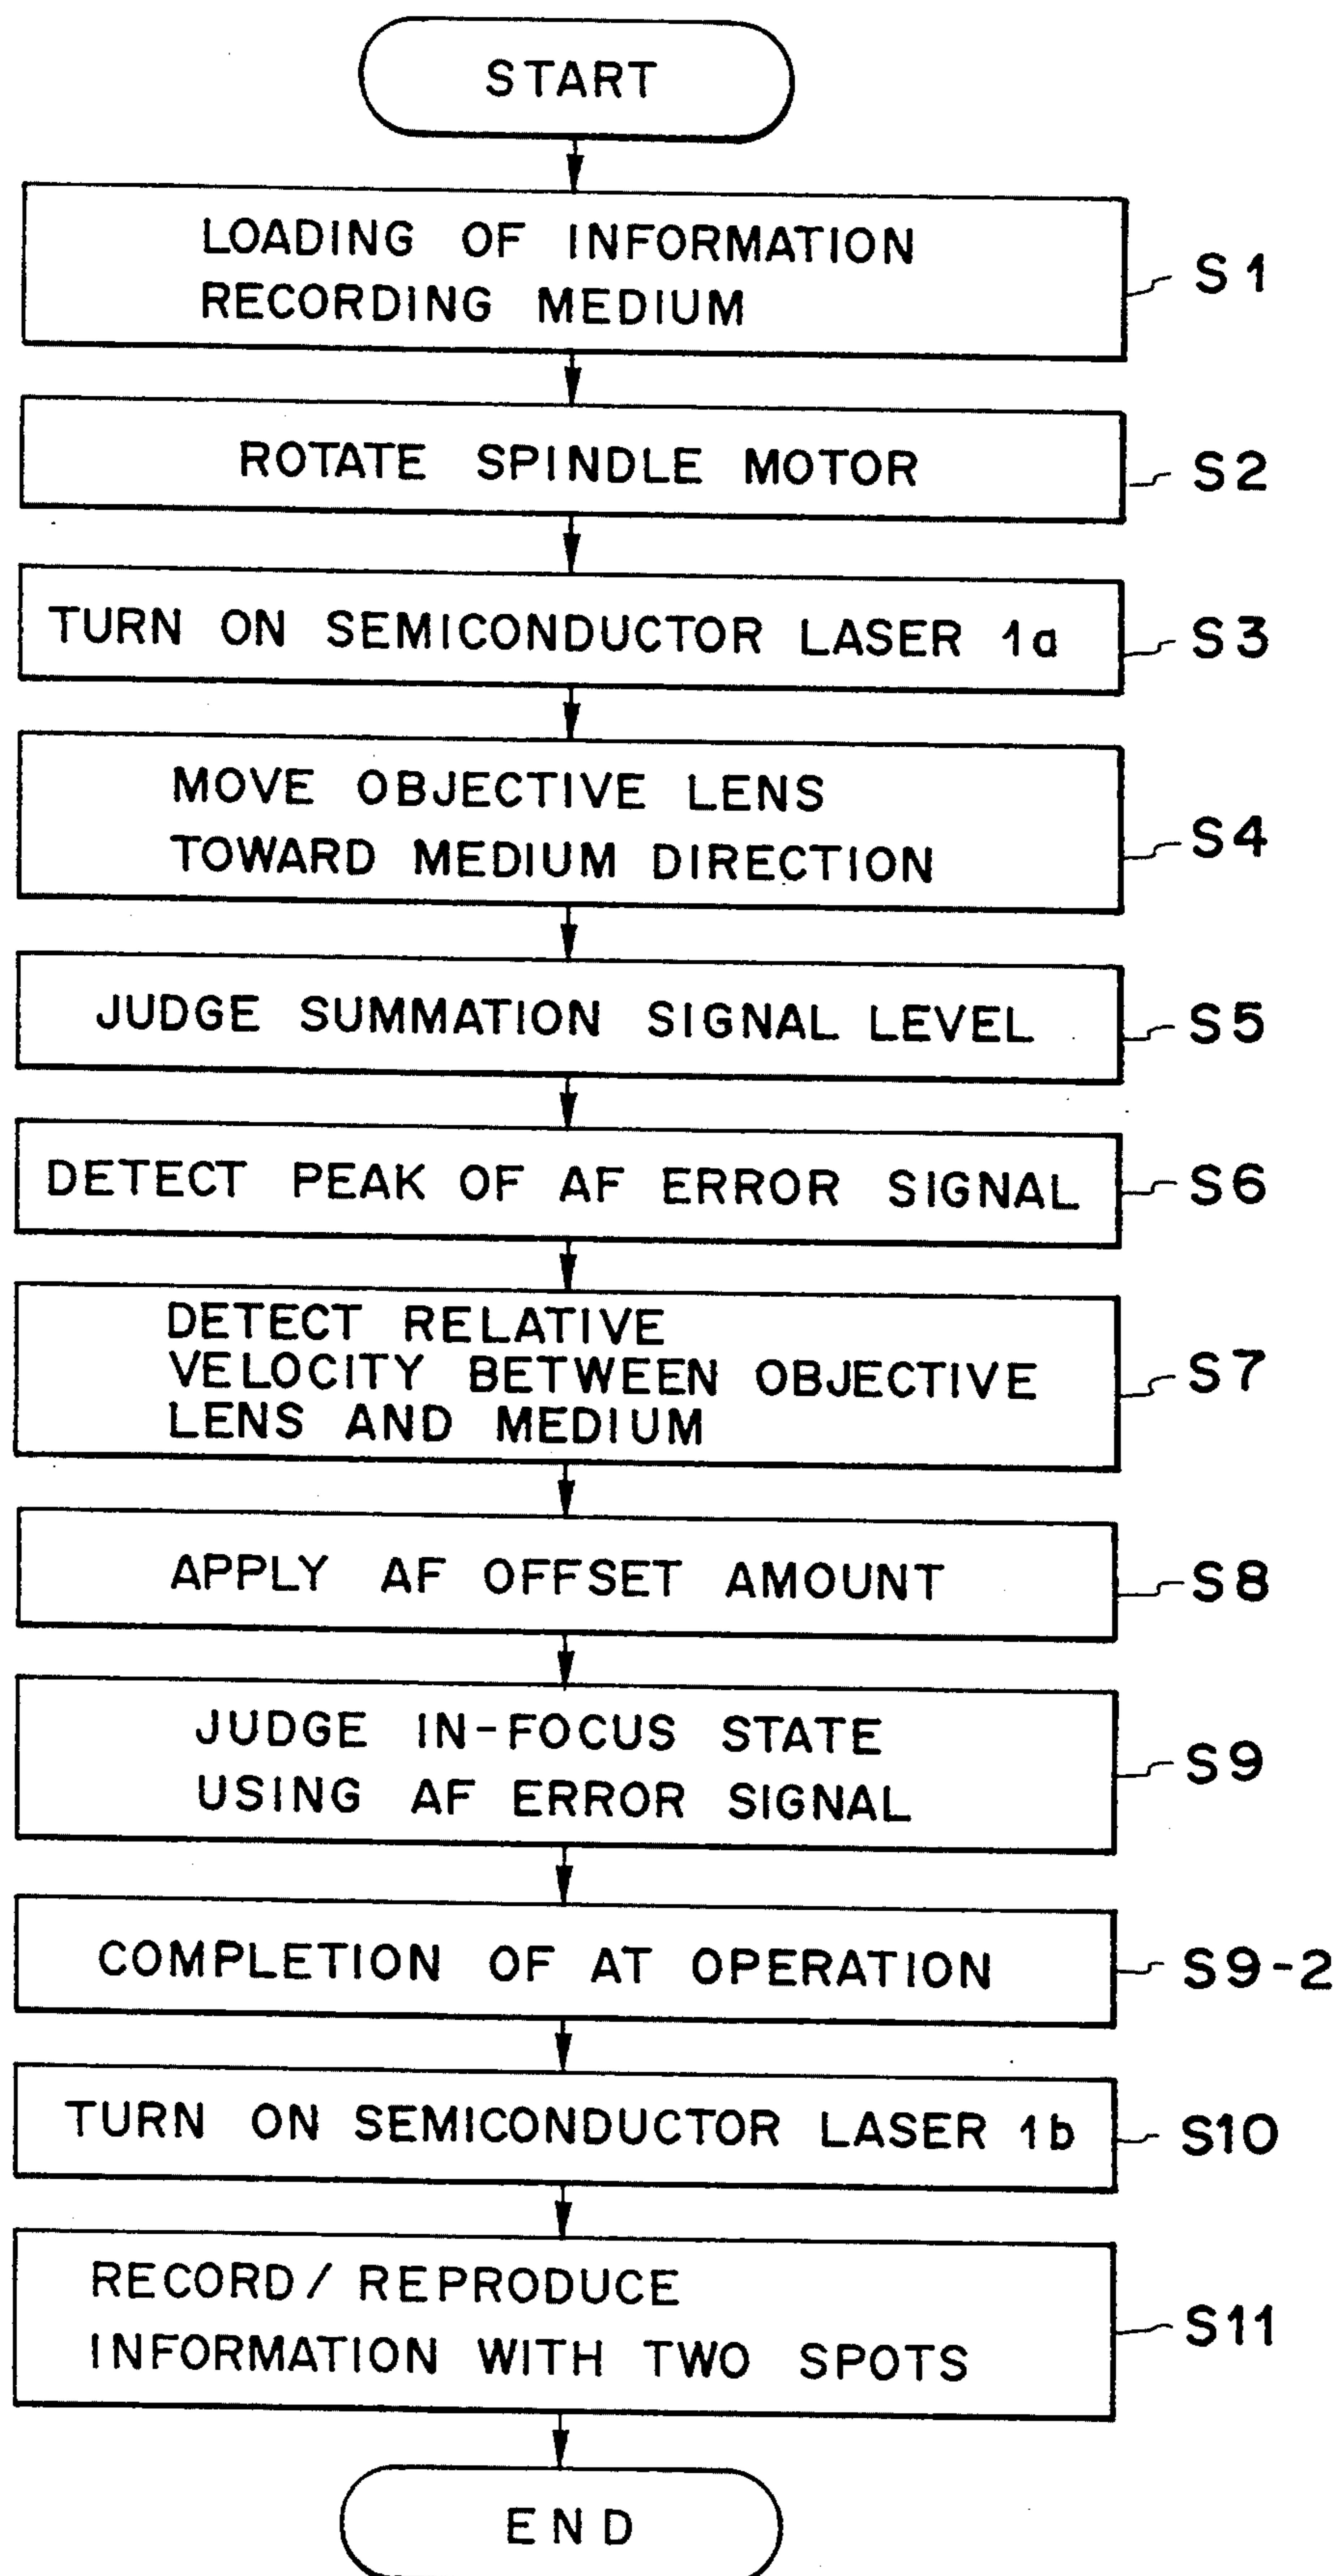 START
LOADING OF INFORMATION
RECORDING MEDIUM
S1
ROTATE SPINDLE MOTOR
S2
TURN ON SEMICONDUCTOR LASER 1a
S3
MOVE OBJECTIVE LENS
TOWARD MEDIUM DIRECTION
S4
JUDGE SUMMATION SIGNAL LEVEL
S5
DETECT PEAK OF AF ERROR SIGNAL
S6
DETECT RELATIVE
VELOCITY BETWEEN OBJECTIVE
LENS AND MEDIUM
S7
APPLY AF OFFSET AMOUNT
S8
JUDGE IN-FOCUS STATE
USING AF ERROR SIGNAL
S9
COMPLETION OF AT OPERATION
S9-2
TURN ON SEMICONDUCTOR LASER 1b
S10
RECORD/ REPRODUCE
INFORMATION WITH TWO SPOTS
S11
END